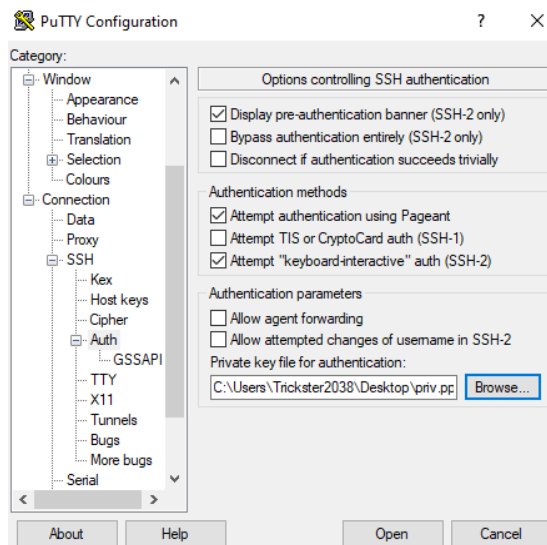 PuTTY Configuration
?
X
Category:
Window
Appearance
Behaviour
Translation
Selection
Colours
Connection
Data
Proxy
SSH
Kex
Host keys
Cipher
Auth
GSSAPI
TTY
X11
Tunnels
Bugs
More bugs
Serial
Options controlling SSH authentication
Display pre-authentication banner (SSH-2 only)
Bypass authentication entirely (SSH-2 only)
Disconnect if authentication succeeds trivially
Authentication methods
Attempt authentication using Pageant
Attempt TIS or CryptoCard auth (SSH-1)
Attempt "keyboard-interactive" auth (SSH-2)
Authentication parameters
Allow agent forwarding
Allow attempted changes of username in SSH-2
Private key file for authentication:
C:\Users\Trickster2038\Desktop\priv.pp
Browse...
About
Help
Open
Cancel